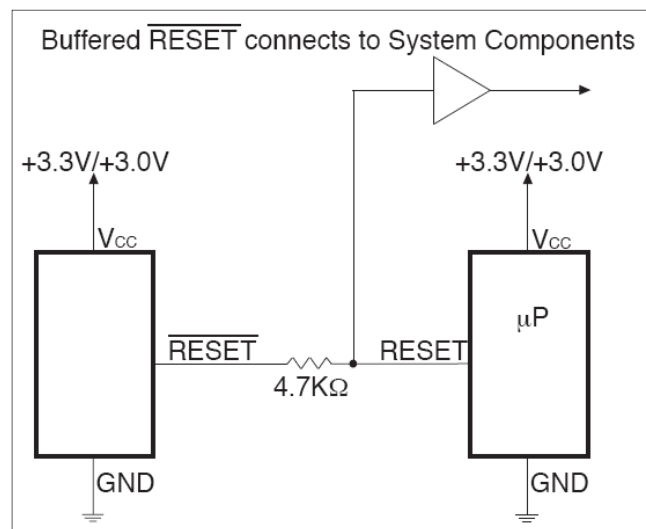 Buffered RESET connects to System Components
+3.3V/+3.0V
+3.3V/+3.0V
VCC
VCC
μP
RESET
RESET
4.7KΩ
GND
GND